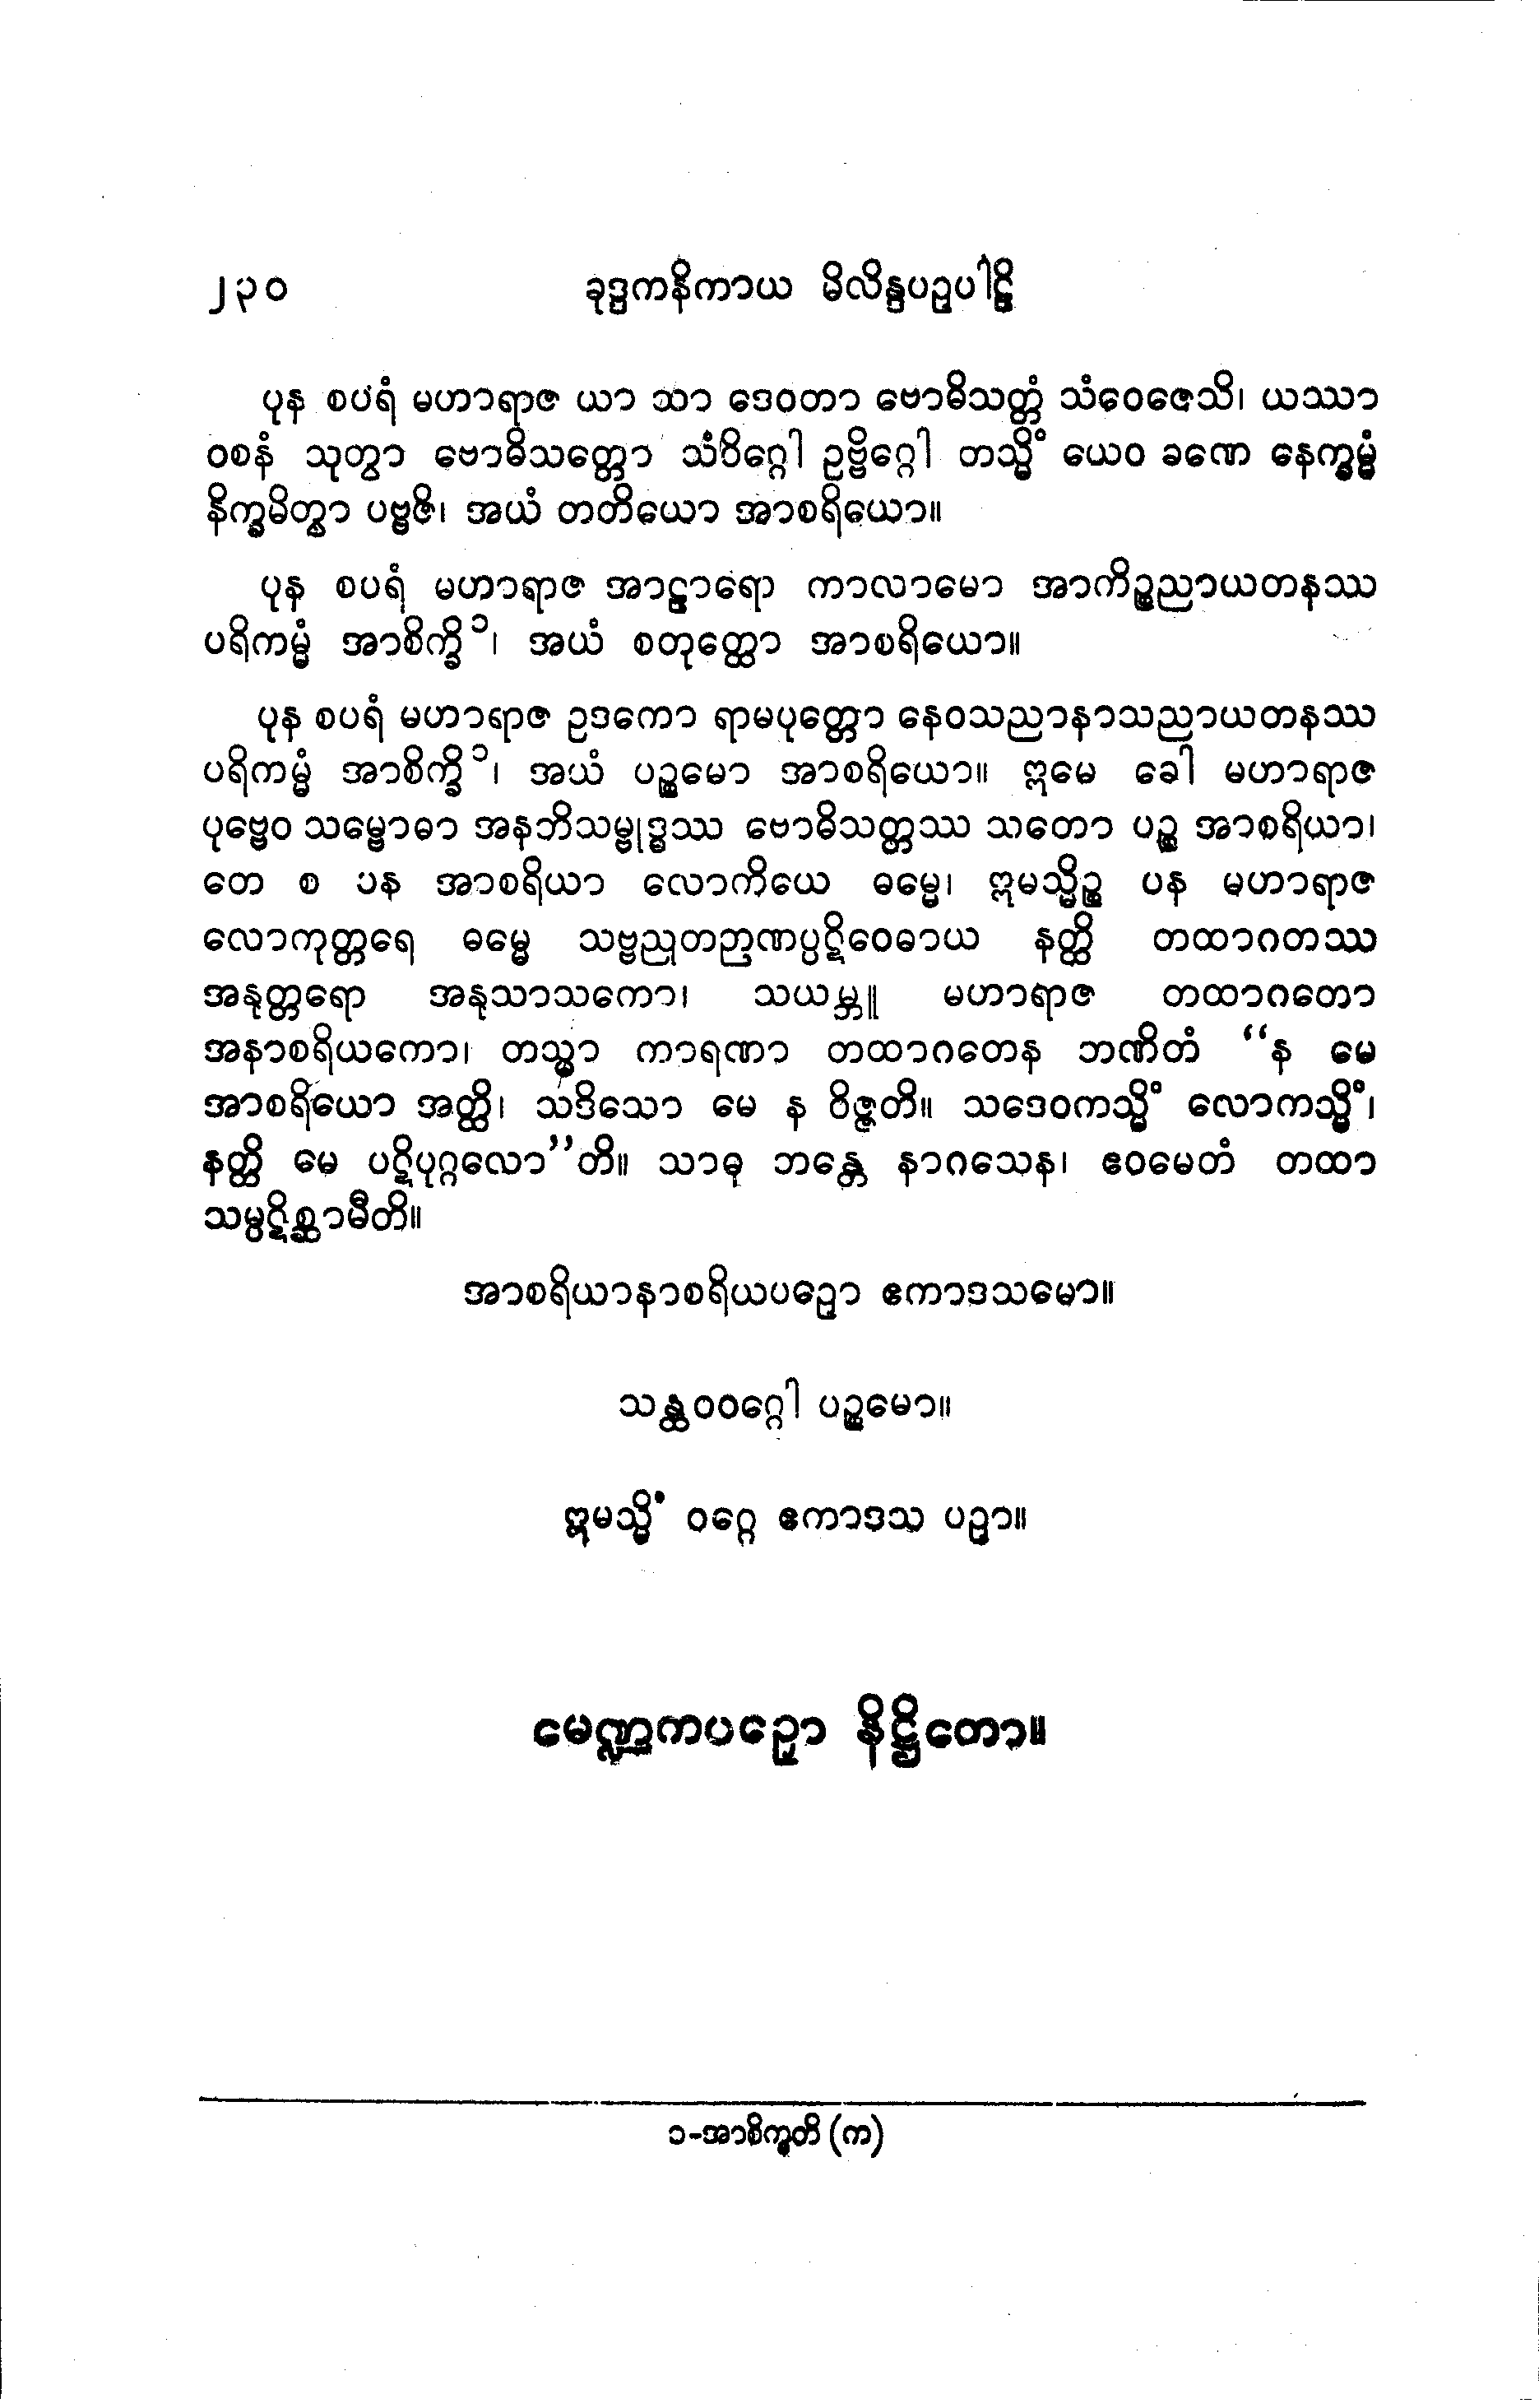 ၂၃၀ ခုဒ္ဒကနိကာယ မိလိန္ဒပဉှပါဠိ
ပုန စပရံ မဟာရာဇ ယာ သာ ဒေဝတာ ဗောဓိသတ္တံ သံဝေဇေသိ၊ ယဿာ
ဝစနံ သုတွာ ဗောဓိသတ္တော သံဝိဂ္ဂေါ ဥဗ္ဗိဂ္ဂေါ တသ္မိံ ယေဝ ခဏေ နေက္ခမ္မံ
နိက္ခမိတွာ ပဗ္ဗဇိ၊ အယံ တတိယော အာစရိယော။
ပုန စပရံ မဟာရာဇ အာဠာရော ကာလာမော အာကိဉ္စညာယတနဿ
ပရိကမ္မံ အာစိက္ခိ၁၊ အယံ စတုတ္ထော အာစရိယော။
ပုန စပရံ မဟာရာဇ ဥဒကော ရာမပုတ္တော နေဝသညာနာသညာယတနဿ
ပရိကမ္မံ အာစိက္ခိ၁၊ အယံ ပဉ္စမော အာစရိယော။ ဣမေ ခေါ မဟာရာဇ
ပုဗ္ဗေဝ သမ္ဗောဓာ အနဘိသမ္ဗုဒ္ဓဿ ဗောဓိသတ္တဿ သတော ပဉ္စ အာစရိယာ၊
တေ စ ပန အာစရိယာ လောကိယေ ဓမ္မေ၊ ဣမသ္မိဉ္စ ပန မဟာရာဇ
လောကုတ္တရေ ဓမ္မေ သဗ္ဗညုတဉာဏပ္ပဋိဝေဓာယ နတ္ထိ တထာဂတဿ
အနုတ္တရော အနုသာသကော၊ သယမ္ဘူ မဟာရာဇ တထာဂတော
အနာစရိယကော၊ တသ္မာ ကာရဏာ တထာဂတေန ဘဏိတံ “န မေ
အာစရိယော အတ္ထိ၊ သဒိသော မေ န ဝိဇ္ဇတိ။ သဒေဝကသ္မိံ လောကသ္မိံ၊
နတ္ထိ မေ ပဋိပုဂ္ဂလော”တိ။ သာဓု ဘန္တေ နာဂသေန၊ ဧဝမေတံ တထာ
သမ္ပဋိစ္ဆာမီတိ။
အာစရိယာနာစရိယပဉှော ဧကာဒသမော။
သန္ထဝဝဂ္ဂေါ ပဉ္စမော။
ဣမသ္မိံ ဝဂ္ဂေ ဧကာဒသ ပဉှာ။
မေဏ္ဍကပဉှော နိဋ္ဌိတော။
၁-အာစိက္ခတိ (က)